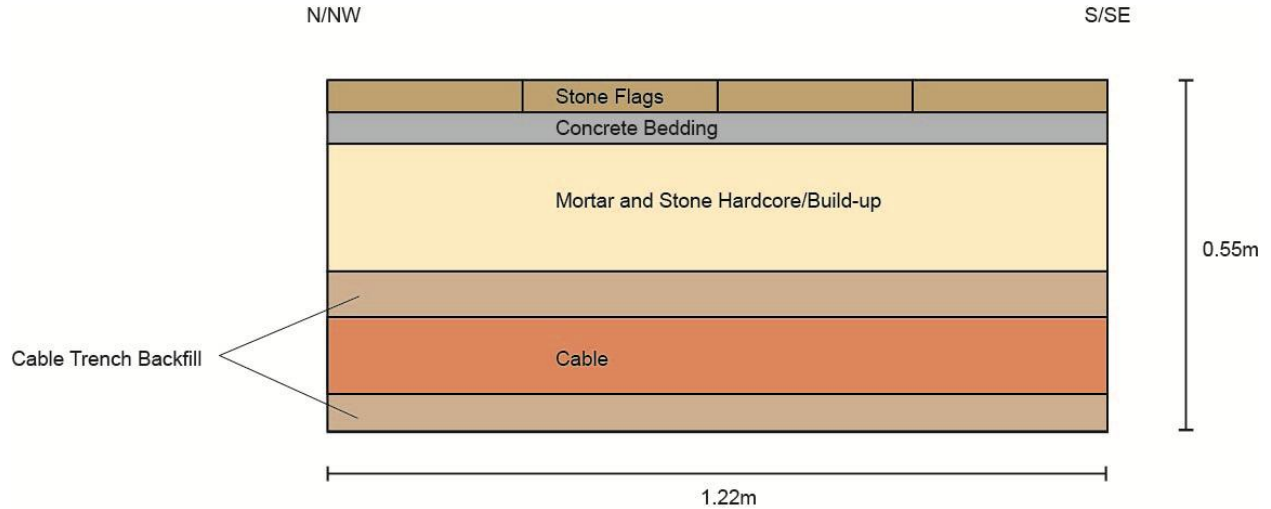 N/NW
S/SE
Stone Flags
Concrete Bedding
Mortar and Stone Hardcore/Build-up
0.55m
Cable Trench Backfill
Cable
1.22m